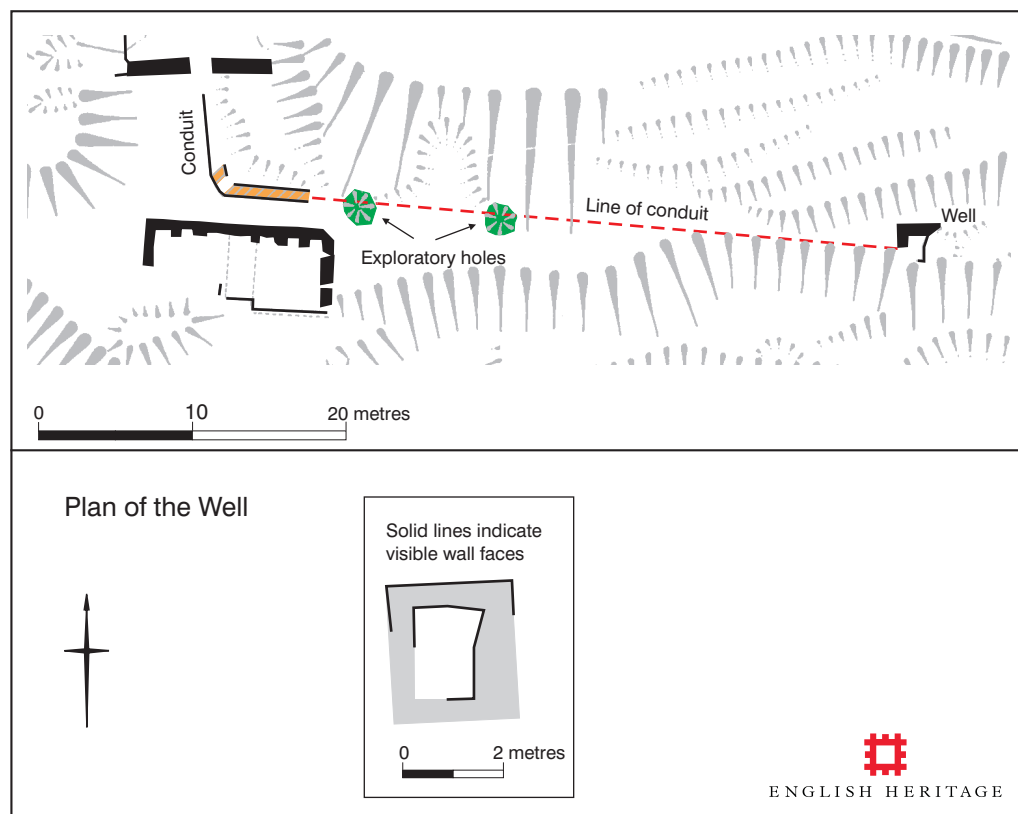 Conduit
Line of conduit
Well
Exploratory holes
0 10 20 metres
Plan of the Well
Solid lines indicate
visible wall faces
0 2 metres
ENGLISH HERITAGE